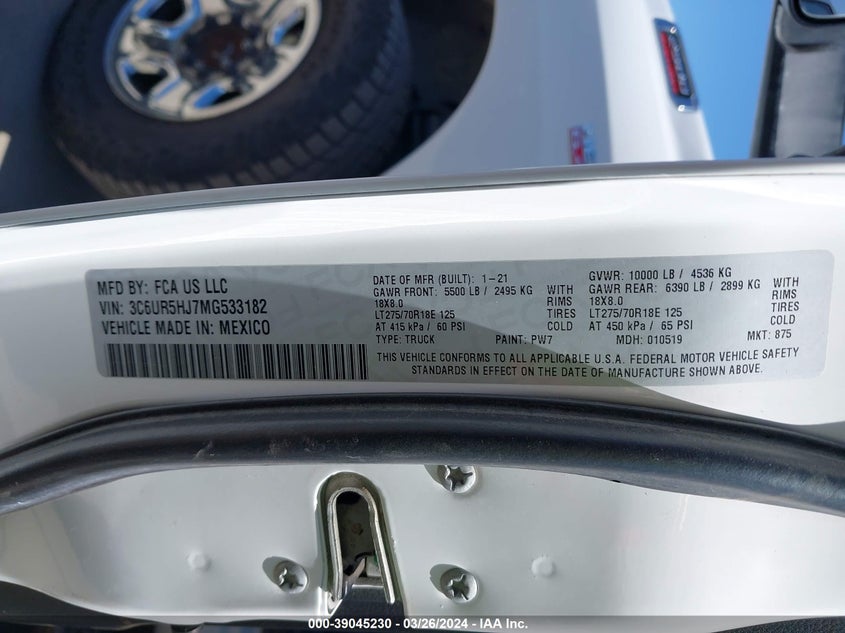 MFD BY: FCA US LLC
VIN: 3C6UR5HJ7MG533182
VEHICLE MADE IN: MEXICO
DATE OF MFR (BUILT): 1-21
GAWR FRONT: 5500 LB / 2495 KG WITH
18X8.0 RIMS
LT275/70R18E 125 TIRES
AT 415 kPa / 60 PSI COLD
TYPE: TRUCK PAINT: PW7
GVWR: 10000 LB / 4536 KG
GAWR REAR: 6390 LB / 2899 KG WITH
18X8.0 RIMS
LT275/70R18E 125 TIRES
AT 450 kPa / 65 PSI COLD
MDH: 010519 MKT: 875
THIS VEHICLE CONFORMS TO ALL APPLICABLE U.S.A. FEDERAL MOTOR VEHICLE SAFETY
STANDARDS IN EFFECT ON THE DATE OF MANUFACTURE SHOWN ABOVE.
000-39045230 - 03/26/2024 - IAA Inc.